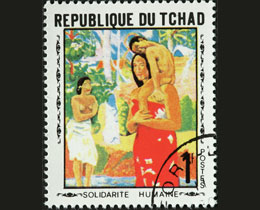 REPUBLIQUE DU TCHAD
1F
POSTES
SOLIDARITE HUMAINE